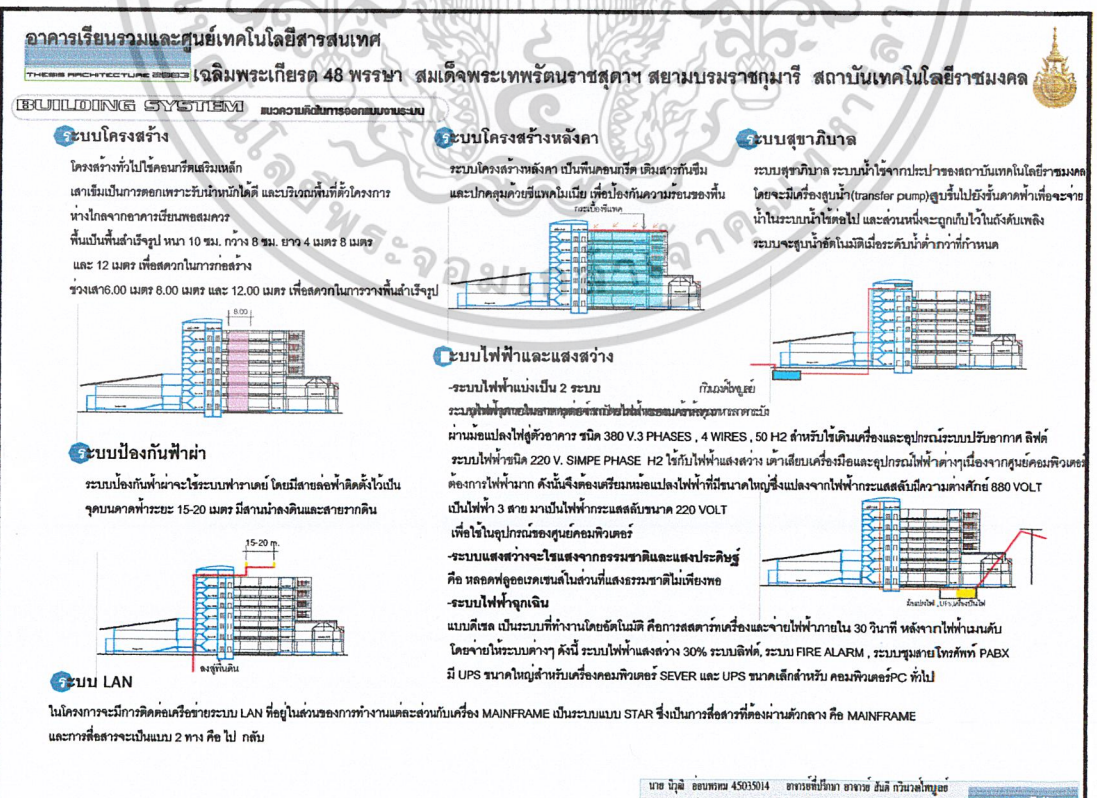 อาคารเรียนรวมและศูนย์เทคโนโลยีสารสนเทศ
THESIS ARCHITECTURE 2003 เฉลิมพระเกียรต 48 พรรษา สมเด็จพระเทพรัตนราชสุดาฯ สยามบรมราชกุมารี สถาบันเทคโนโลยีราชมงคล
BUILDING SYSTEM แนวความคิดในการออกแบบงานระบบ
ระบบโครงสร้าง
โครงสร้างทั่วไปใช้คอนกรีตเสริมเหล็ก
เสาเข็มเป็นการตอกเพราะรับน้ำหนักได้ดี และบริเวณพื้นที่ตั้วโครงการ
ห่างไกลจากอาคารเรียนพอสมควร
พื้นเป็นพื้นสำเร็จรูป หนา 10 ซม. กว้าง 8 ซม. ยาว 4 เมตร 8 เมตร
และ 12 เมตร เพื่อสดวกในการก่อสร้าง
ช่วงเสา6.00 เมตร 8.00 เมตร และ 12.00 เมตร เพื่อสดวกในการวางพื้นสำเร็จรูป
8.00
ระบบป้องกันฟ้าผ่า
ระบบป้องกันฟ้าผ่าจะใช้ระบบฟาราเดย์ โดยมีสายล่อฟ้าติดตั้งไว้เป็น
จุดบนดาดฟ้าระยะ 15-20 เมตร มีสานนำลงดินและสายรากดิน
15-20 m.
ลงสู่พื้นดิน
ระบบโครงสร้างหลังคา
ระบบโครงสร้างหลังคา เป็นพื้นคอนกรีต เติมสารกันซึม
และปกคลุมด้วยซีแพคโมเนีย เพื่อป้องกันความร้อนของพื้น
กระเบื้องซีแพค
ระบบสุขาภิบาล
ระบบสุขาภิบาล ระบบน้ำใช้จากประปาของสถาบันเทคโนโลยีราชมงคล
โดยจะมีเครื่องสูบน้ำ(transfer pump)สูบขึ้นไปยังชั้นดาดฟ้าเพื่อจะจ่าย
น้ำในระบบน้ำใช้ต่อไป และส่วนหนึ่งจะถูกเก็บไว้ในถังดับเพลิง
ระบบจะสูบน้ำอัตโนมัติเมื่อระดับน้ำต่ำกว่าที่กำหนด
ระบบไฟฟ้าและแสงสว่าง
-ระบบไฟฟ้าแบ่งเป็น 2 ระบบ
ผ่านม้อแปลงไฟสู่ตัวอาคาร ชนิด 380 V.3 PHASES , 4 WIRES , 50 H2 สำหรับใช้เดินเครื่องและอุปกรณ์ระบบปรับอากาศ ลิฟต์
ระบบไฟฟ้าชนิด 220 V. SIMPE PHASE H2 ใช้กับไฟฟ้าแสงสว่าง เต้าเสียบเครื่องมือและอุปกรณ์ไฟฟ้าต่างๆเนื่องจากศูนย์คอมพิวเตอร์
ต้องการไฟฟ้ามาก ดังนั้นจึงต้องเตรียมหม้อแปลงไฟฟ้าที่มีขนาดใหญ่ซึ่งแปลงจากไฟฟ้ากระแสสลับมีความต่างศักย์ 880 VOLT
เป็นไฟฟ้า 3 สาย มาเป็นไฟฟ้ากระแสสลับขนาด 220 VOLT
เพื่อใช้ในอุปกรณ์ของศูนย์คอมพิวเตอร์
-ระบบแสงสว่างจะใชแสงจากธรรมชาติและแสงประดิษฐ์
คือ หลอดฟลูออเรดเซนส์ในส่วนที่แสงธรรมชาติไม่เพียงพอ
-ระบบไฟฟ้าฉุกเฉิน
แบบดีเซล เป็นระบบที่ทำงานโดยอัตโนมัติ คือการสสตาร์ทเครื่องและจ่ายไฟฟ้าภายใน 30 วินาที หลังจากไฟฟ้าเมนดับ
โดยจ่ายให้ระบบต่างๆ ดังนี้ ระบบไฟฟ้าแสงสว่าง 30% ระบบลิฟต์, ระบบ FIRE ALARM , ระบบชุมสายโทรศัพท์ PABX
มี UPS ขนาดใหญ่สำหรับเครื่องคอมพิวเตอร์ SEVER และ UPS ขนาดเล็กสำหรับ คอมพิวเตอร์PC ทั่วไป
ระบบ LAN
ในโครงการจะมีการติดต่อเครือข่ายระบบ LAN ที่อยู่ในส่วนของการทำงานแต่ละส่วนกับเครื่อง MAINFRAME เป็นระบบแบบ STAR ซึ่งเป็นการสื่อสารที่ต้องผ่านตัวกลาง คือ MAINFRAME
และการสื่อสารจะเป็นแบบ 2 ทาง คือ ไป กลับ
นาย นิวุฒิ อ่อนพรหม 45035014 อาจารย์ที่ปรึกษา อาจารย์ สันติ กวินวงศ์ไพบูลย์